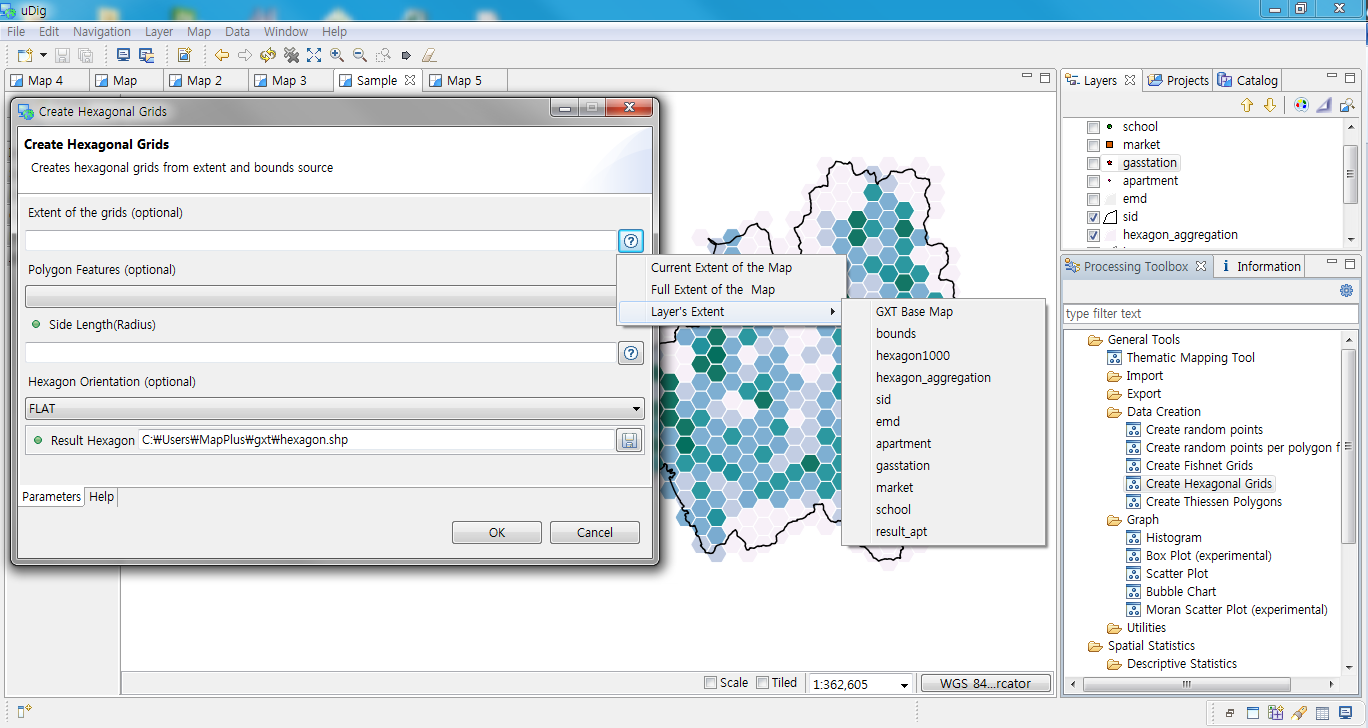 uDig
File Edit Navigation Layer Map Data Window Help
Map 4 Map Map 2 Map 3 Sample Map 5
Create Hexagonal Grids
Create Hexagonal Grids
Creates hexagonal grids from extent and bounds source
Extent of the grids (optional)
Polygon Features (optional)
Side Length(Radius)
Hexagon Orientation (optional)
FLAT
Result Hexagon C:₩Users₩MapPlus₩gxt₩hexagon.shp
Parameters Help
OK Cancel
Current Extent of the Map
Full Extent of the Map
Layer's Extent
GXT Base Map
bounds
hexagon1000
hexagon_aggregation
sid
emd
apartment
gasstation
market
school
result_apt
Scale Tiled 1:362,605 WGS 84...rcator
Layers Projects Catalog
school
market
gasstation
apartment
emd
sid
hexagon_aggregation
Processing Toolbox Information
type filter text
General Tools
Thematic Mapping Tool
Import
Export
Data Creation
Create random points
Create random points per polygon f
Create Fishnet Grids
Create Hexagonal Grids
Create Thiessen Polygons
Graph
Histogram
Box Plot (experimental)
Scatter Plot
Bubble Chart
Moran Scatter Plot (experimental)
Utilities
Spatial Statistics
Descriptive Statistics